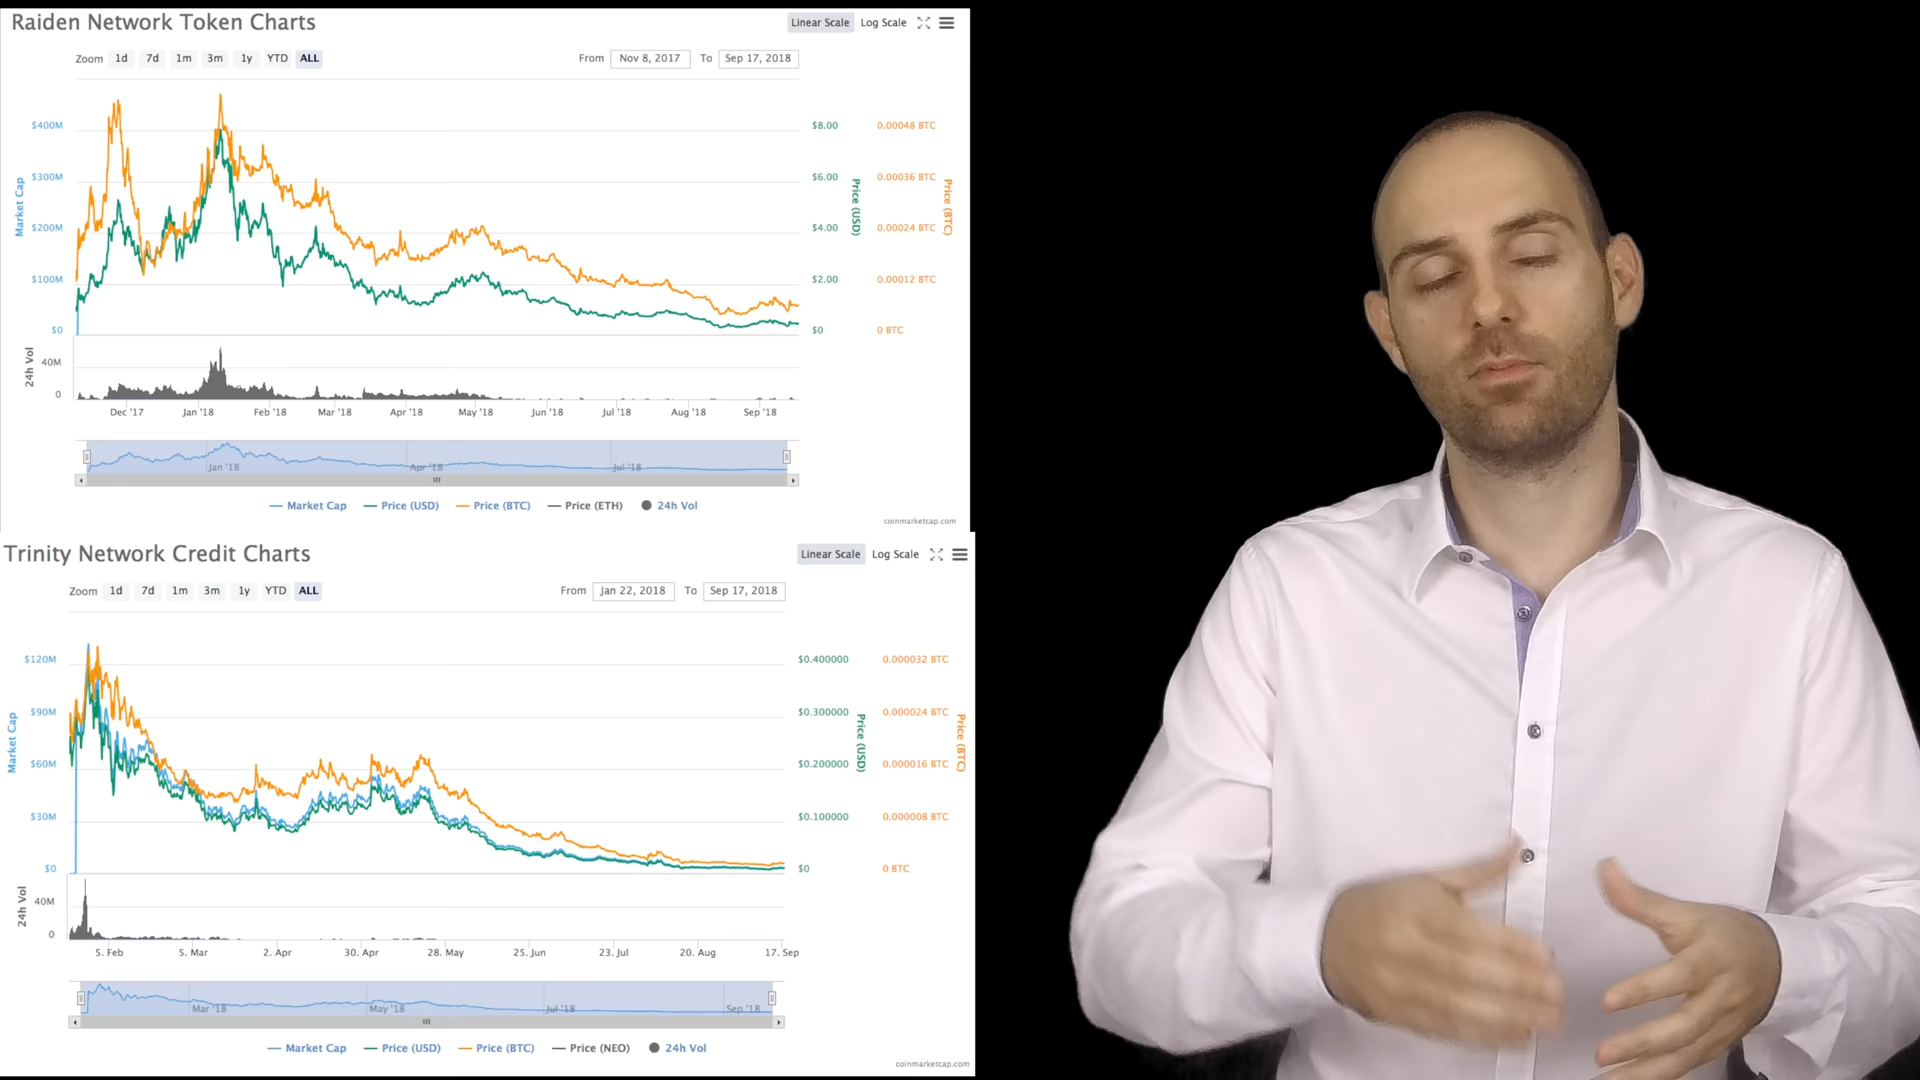 Raiden Network Token Charts
Linear Scale Log Scale
Zoom 1d 7d 1m 3m 1y YTD ALL
From Nov 8, 2017 To Sep 17, 2018
$400M $8.00 0.00048 BTC
$300M $6.00 0.00036 BTC
$200M $4.00 0.00024 BTC
$100M $2.00 0.00012 BTC
$0 $0 0 BTC
Market Cap
Price (USD)
Price (BTC)
24h Vol
40M
0
Dec '17 Jan '18 Feb '18 Mar '18 Apr '18 May '18 Jun '18 Jul '18 Aug '18 Sep '18
Jan '18 Apr '18 Jul '18
Market Cap Price (USD) Price (BTC) Price (ETH) 24h Vol
coinmarketcap.com
Trinity Network Credit Charts
Linear Scale Log Scale
Zoom 1d 7d 1m 3m 1y YTD ALL
From Jan 22, 2018 To Sep 17, 2018
$120M $0.400000 0.000032 BTC
$90M $0.300000 0.000024 BTC
$60M $0.200000 0.000016 BTC
$30M $0.100000 0.000008 BTC
$0 $0 0 BTC
Market Cap
Price (USD)
Price (BTC)
24h Vol
40M
0
5. Feb 5. Mar 2. Apr 30. Apr 28. May 25. Jun 23. Jul 20. Aug 17. Sep
Mar '18 May '18 Jul '18 Sep '18
Market Cap Price (USD) Price (BTC) Price (NEO) 24h Vol
coinmarketcap.com